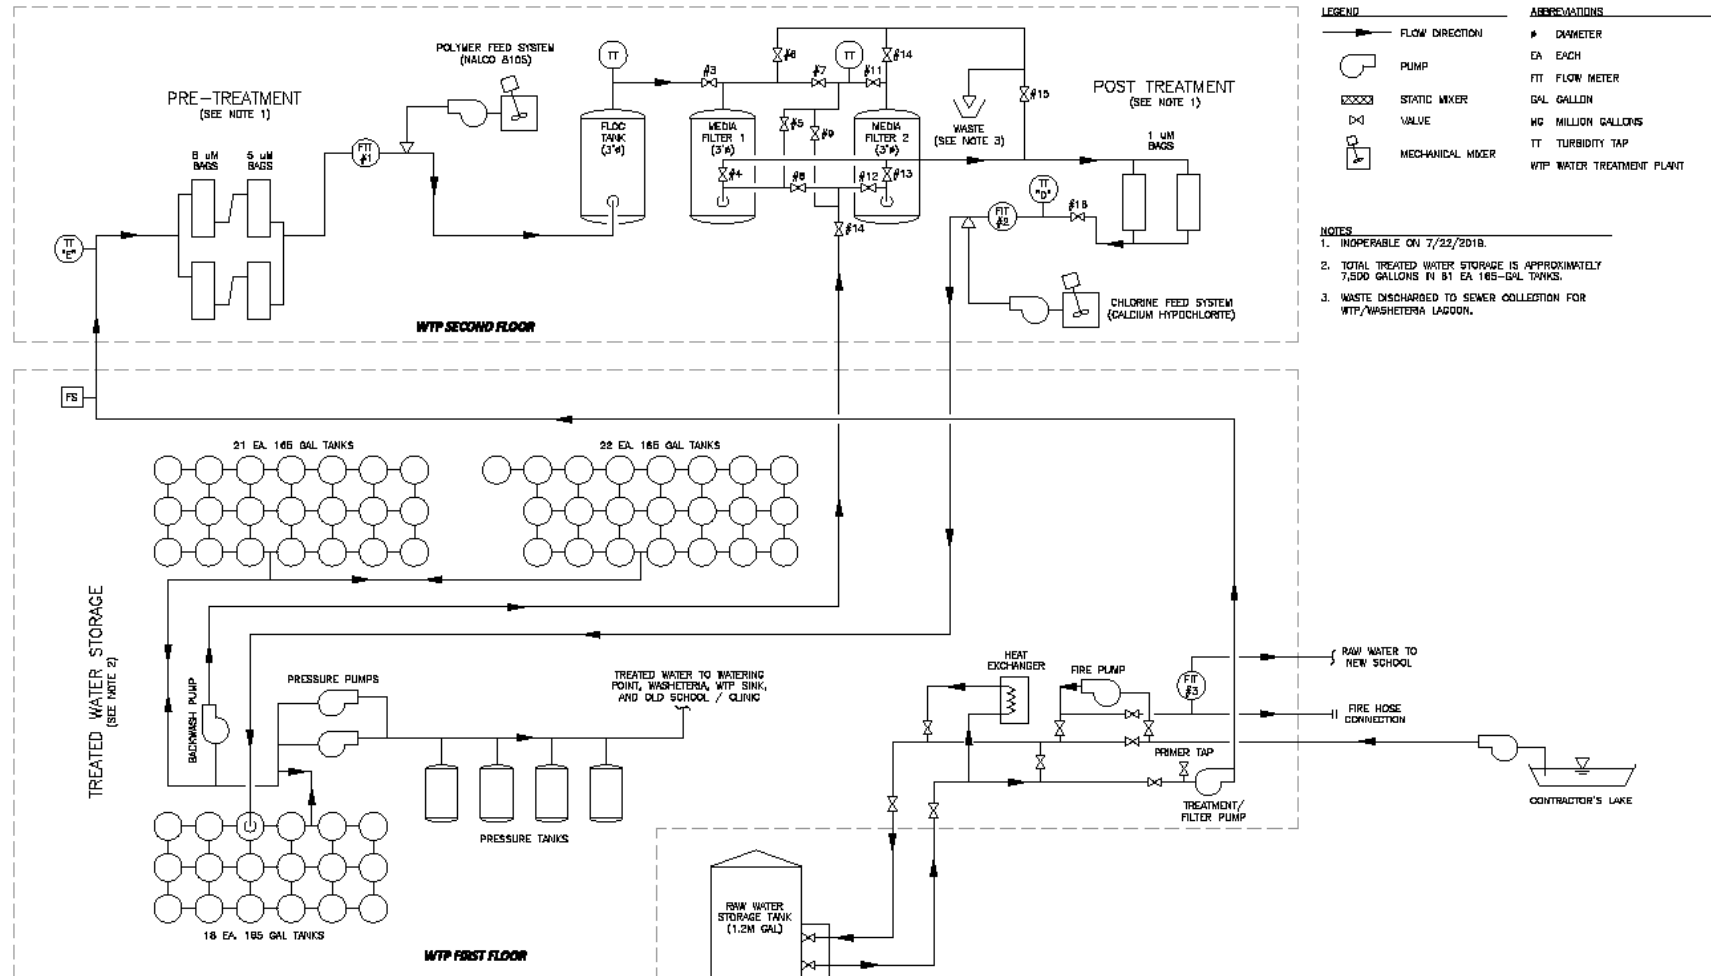 LEGEND
FLOW DIRECTION
PUMP
STATIC MIXER
VALVE
MECHANICAL MIXER
ABBREVIATIONS
ø DIAMETER
EA EACH
FIT FLOW METER
GAL GALLON
MG MILLION GALLONS
TT TURBIDITY TAP
WTP WATER TREATMENT PLANT
NOTES
1. INOPERABLE ON 7/22/2019.
2. TOTAL TREATED WATER STORAGE IS APPROXIMATELY
7,500 GALLONS IN 61 EA 165-GAL TANKS.
3. WASTE DISCHARGED TO SEWER COLLECTION FOR
WTP/WASHETERIA LAGOON.
PRE-TREATMENT
(SEE NOTE 1)
POLYMER FEED SYSTEM
(NALCO 8105)
5 uM
BAGS
BAGS
FIT
#1
TT
"E"
TT
FLOC
TANK
(3'ø)
MEDIA
FILTER 1
(3'ø)
MEDIA
FILTER 2
(3'ø)
TT
#3
#6
#7
#11
#14
#5
#9
#4
#8
#12
#13
#14
#15
WASTE
(SEE NOTE 3)
POST TREATMENT
(SEE NOTE 1)
1 uM
BAGS
TT
"D"
FIT
#2
#16
CHLORINE FEED SYSTEM
(CALCIUM HYPOCHLORITE)
WTP SECOND FLOOR
FS
21 EA. 165 GAL TANKS
22 EA. 165 GAL TANKS
TREATED WATER STORAGE
(SEE NOTE 2)
BACKWASH PUMP
PRESSURE PUMPS
TREATED WATER TO WATERING
POINT, WASHETERIA, WTP SINK,
AND OLD SCHOOL / CLINIC
PRESSURE TANKS
18 EA. 165 GAL TANKS
WTP FIRST FLOOR
HEAT
EXCHANGER
FIRE PUMP
FIT
#3
RAW WATER TO
NEW SCHOOL
FIRE HOSE
CONNECTION
PRIMER TAP
TREATMENT/
FILTER PUMP
CONTRACTOR'S LAKE
RAW WATER
STORAGE TANK
(1.2M GAL)